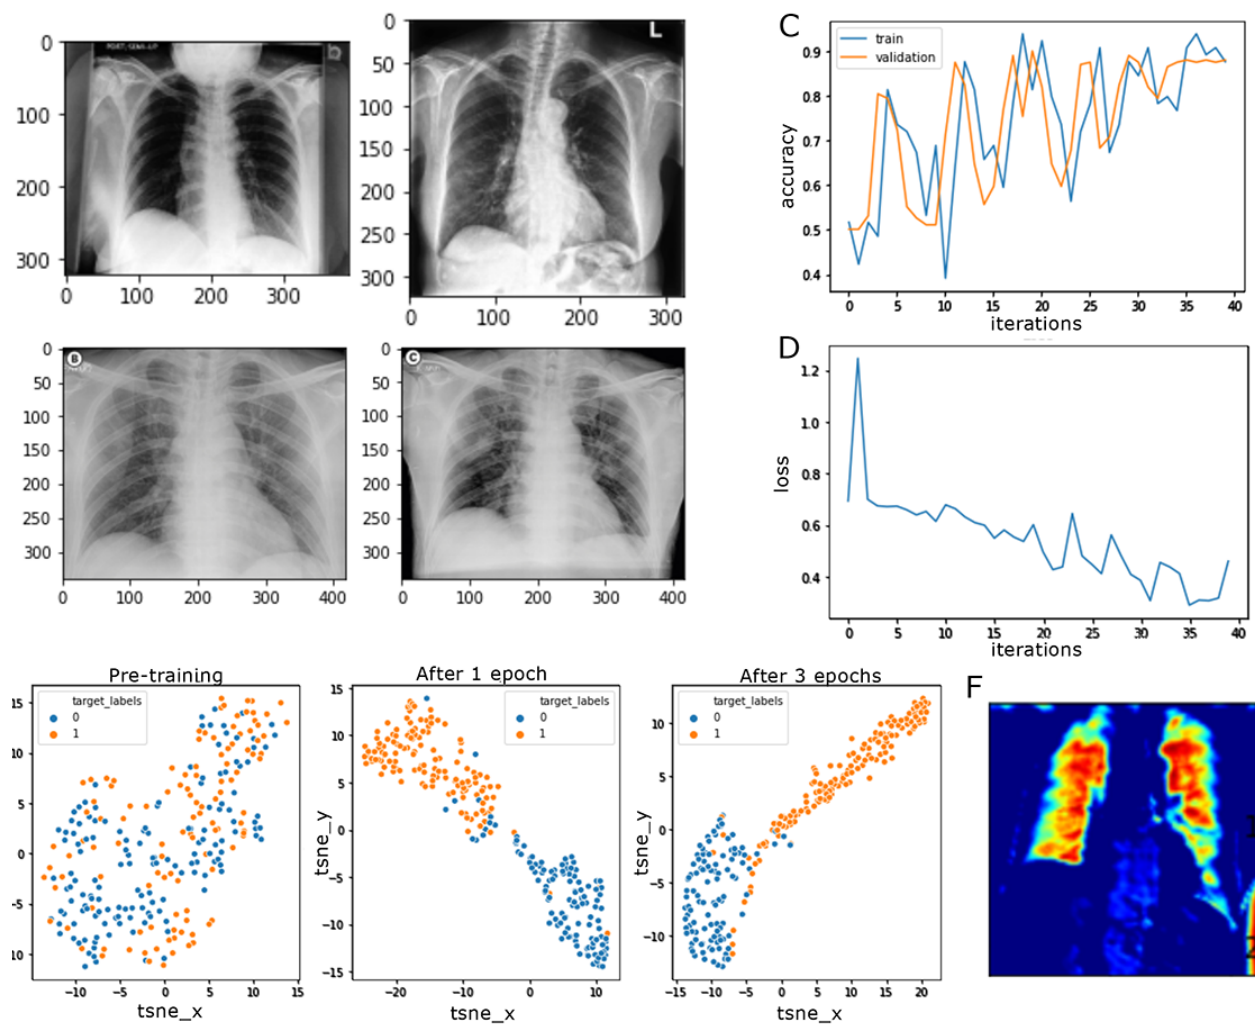 0
100
200
300
0
100
200
300
L
0
50
100
150
200
250
300
0
100
200
300
C
train
validation
accuracy
0.9
0.8
0.7
0.6
0.5
0.4
0 5 10 15 20 25 30 35 40
iterations
B
0
50
100
150
200
250
300
0 100 200 300 400
C
0
50
100
150
200
250
300
0 100 200 300 400
D
loss
1.2
1.0
0.8
0.6
0.4
0 5 10 15 20 25 30 35 40
iterations
Pre-training
target_labels
0
1
15
10
5
0
-5
10
-10 -5 0 5 10 15
tsne_x
After 1 epoch
target_labels
0
1
tsne_y
15
10
5
0
-5
-10
-15
-20 -10 0 10
tsne_x
After 3 epochs
target_labels
0
1
tsne_y
10
5
0
-5
-10
-15 -10 -5 0 5 10 15 20
tsne_x
F